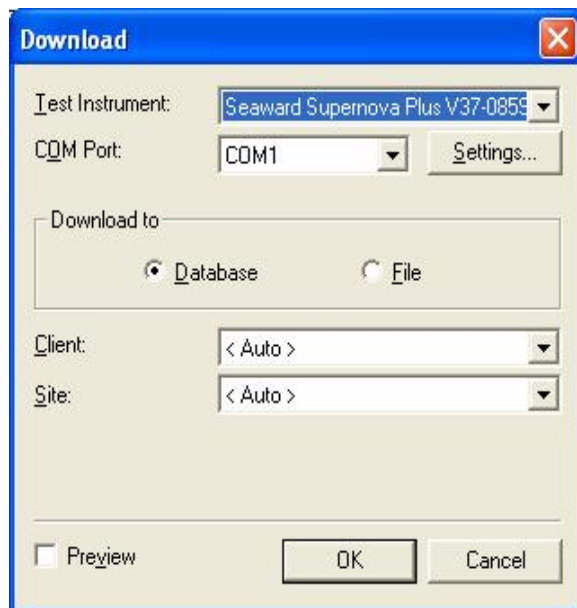 Download
Test Instrument: Seaward Supernova Plus V37-0859
COM Port: COM1 Settings...
Download to
Database File
Client: < Auto >
Site: < Auto >
Preview OK Cancel